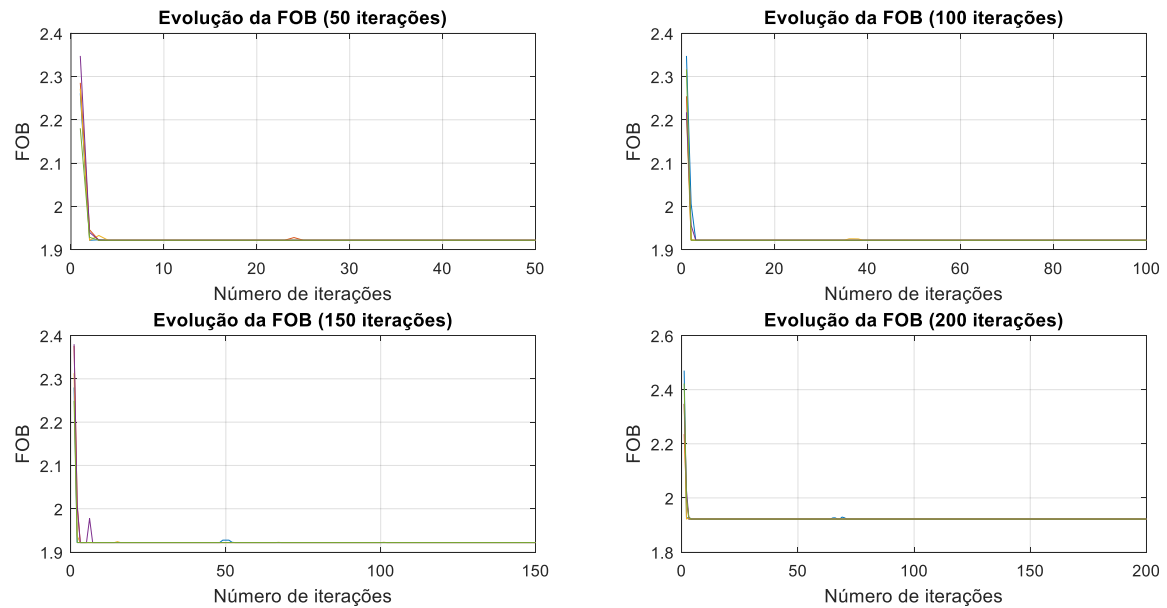 Evolução da FOB (50 iterações)
2.4
2.3
2.2
2.1
2
1.9
FOB
0 10 20 30 40 50
Número de iterações
Evolução da FOB (100 iterações)
2.4
2.3
2.2
2.1
2
1.9
FOB
0 20 40 60 80 100
Número de iterações
Evolução da FOB (150 iterações)
2.4
2.3
2.2
2.1
2
1.9
FOB
0 50 100 150
Número de iterações
Evolução da FOB (200 iterações)
2.6
2.4
2.2
2
1.8
FOB
0 50 100 150 200
Número de iterações